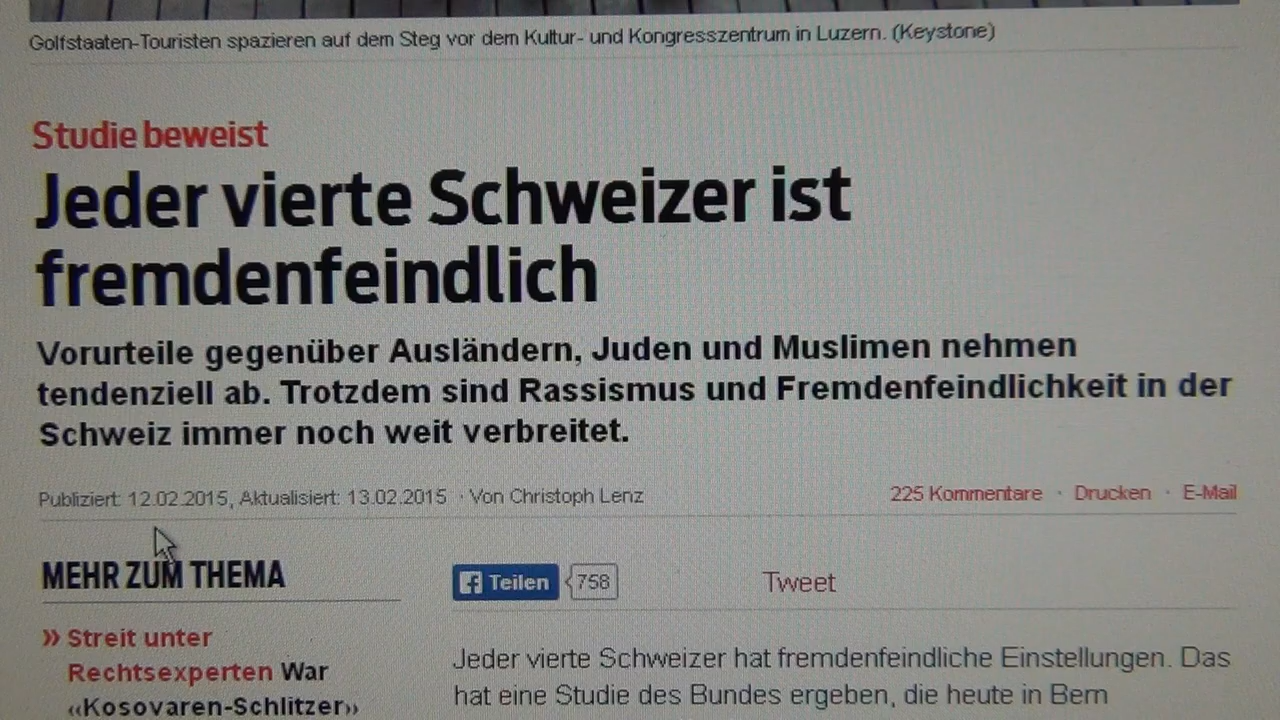 Golfstaaten-Touristen spazieren auf dem Steg vor dem Kultur- und Kongresszentrum in Luzern. (Keystone)
Studie beweist
Jeder vierte Schweizer ist
fremdenfeindlich
Vorurteile gegenüber Ausländern, Juden und Muslimen nehmen
tendenziell ab. Trotzdem sind Rassismus und Fremdenfeindlichkeit in der
Schweiz immer noch weit verbreitet.
Publiziert: 12.02.2015, Aktualisiert: 13.02.2015 · Von Christoph Lenz
225 Kommentare · Drucken · E-Mail
MEHR ZUM THEMA
» Streit unter
Rechtsexperten War
«Kosovaren-Schlitzer»
Teilen 758
Tweet
Jeder vierte Schweizer hat fremdenfeindliche Einstellungen. Das
hat eine Studie des Bundes ergeben, die heute in Bern